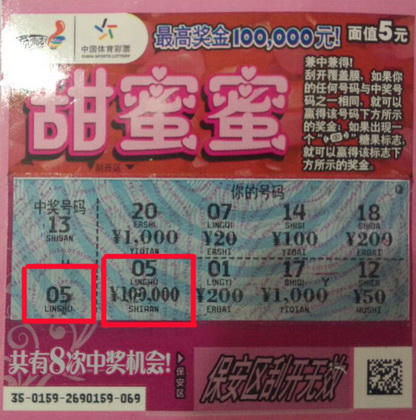 中国体育彩票
CHINA SPORTS LOTTERY
最高奖金100,000元!
面值5元
甜蜜蜜
兼中兼得!
刮开覆盖膜,如果你
的任何号码与中奖号
码之一相同,就可以
赢得该号码下方所示
的奖金。如果出现一
个“
”糖果标志,
就可以赢得该标志下
方所示的奖金。
刮开区
中奖号码
你的号码
13
SHISAN
20
ERSHI
¥1,000
YIQIAN
07
LINGQI
¥20
ERSHI
14
SHISI
¥100
YIBAI
18
SHIBA
¥200
ERBAI
05
LINGWU
05
LINGWU
¥100,000
SHIWAN
01
LINGYI
¥200
ERBAI
17
SHIQI
¥1,000
YIQIAN
12
SHIER
¥50
WUSHI
共有8次中奖机会!
保安区
保安区刮开无效
35-0159-2690159-069